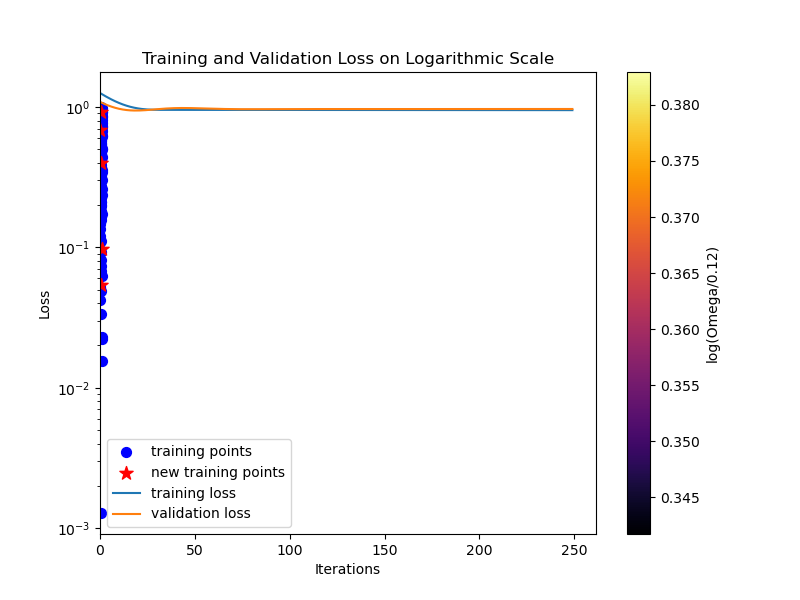 Training and Validation Loss on Logarithmic Scale
10^0
10^-1
10^-2
10^-3
Loss
training points
new training points
training loss
validation loss
0 50 100 150 200 250
Iterations
0.380
0.375
0.370
0.365
0.360
0.355
0.350
0.345
log(Omega/0.12)